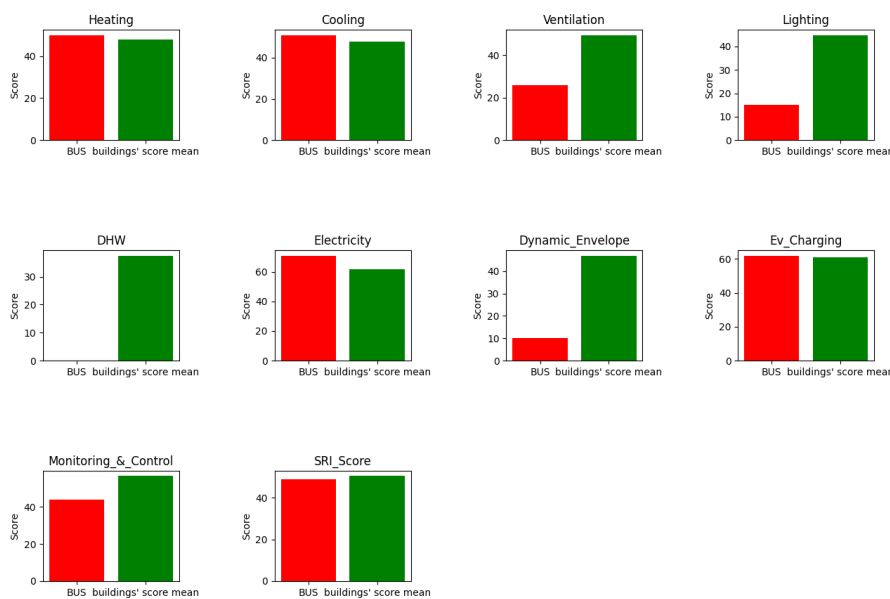 Heating
Score
40
20
0
BUS buildings' score mean
Cooling
Score
40
20
0
BUS buildings' score mean
Ventilation
Score
40
20
0
BUS buildings' score mean
Lighting
Score
40
30
20
10
0
BUS buildings' score mean
DHW
Score
30
20
10
0
BUS buildings' score mean
Electricity
Score
60
40
20
0
BUS buildings' score mean
Dynamic_Envelope
Score
40
30
20
10
0
BUS buildings' score mean
Ev_Charging
Score
60
40
20
0
BUS buildings' score mean
Monitoring_&_Control
Score
40
20
0
BUS buildings' score mean
SRI_Score
Score
40
20
0
BUS buildings' score mean